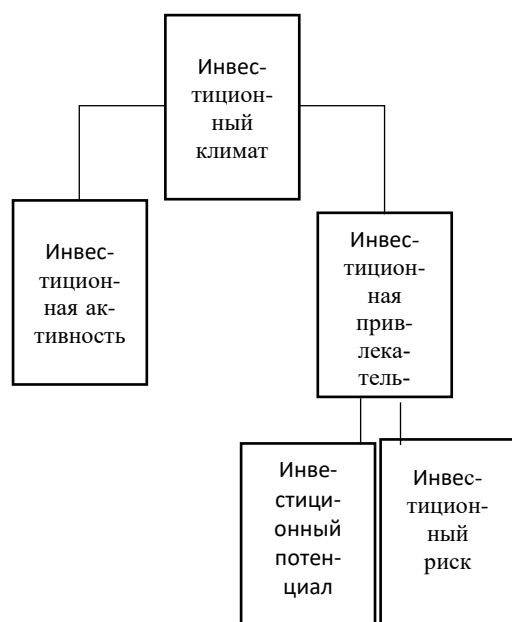 Инвес-
тицион-
ный
климат
Инвес-
тицион-
ная ак-
тивность
Инвес-
тицион-
ная
прив-
лека-
тель-
Инве-
стици-
онный
потен-
циал
Инвес-
тицион-
ный
риск